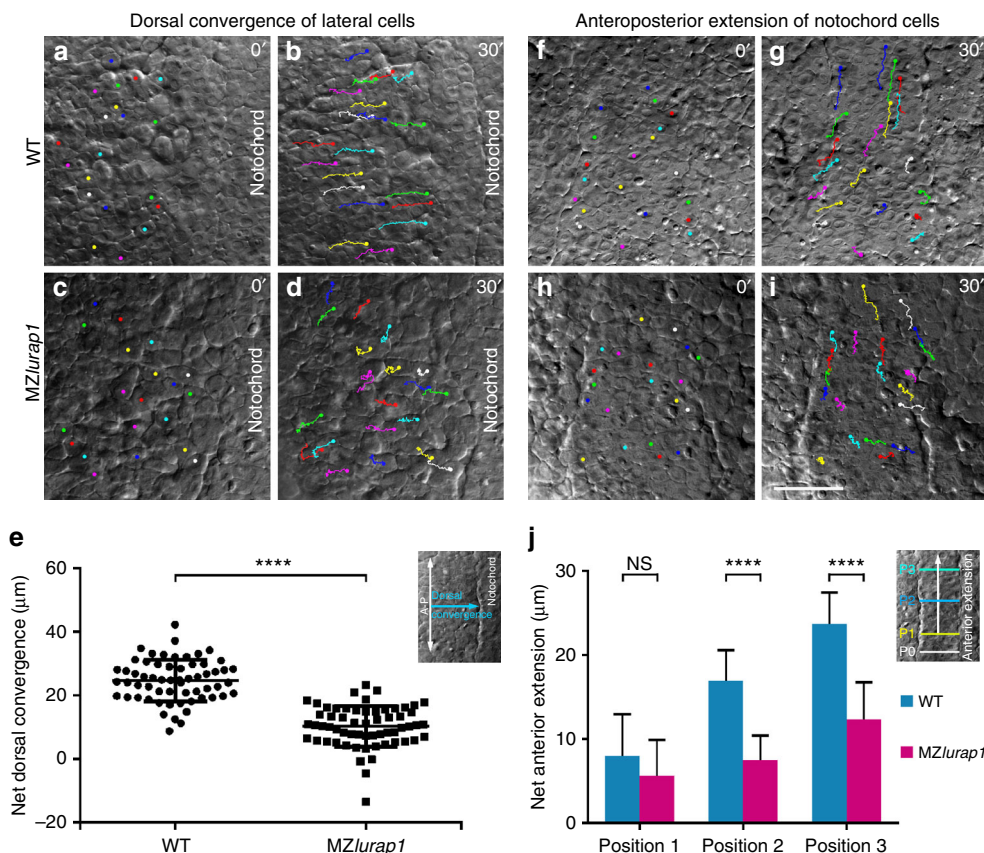 Dorsal convergence of lateral cells
Anteroposterior extension of notochord cells
WT
a
0′
Notochord
b
30′
Notochord
f
0′
g
30′
MZlurap1
c
0′
Notochord
d
30′
Notochord
h
0′
i
30′
e
Net dorsal convergence (μm)
60
40
20
0
–20
****
WT
MZlurap1
A-P
Dorsal
convergence
Notochord
j
Net anterior extension (μm)
30
20
10
0
NS
****
****
Position 1
Position 2
Position 3
P3
P2
P1
P0
Anterior extension
WT
MZlurap1